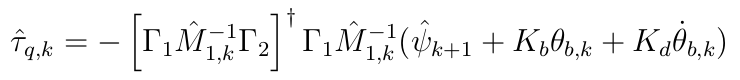 $\hat{\tau}_{q,k} = -\left[\Gamma_1 \hat{M}_{1,k}^{-1} \Gamma_2\right]^{\dagger} \Gamma_1 \hat{M}_{1,k}^{-1} (\hat{\psi}_{k+1} + K_b \theta_{b,k} + K_d \dot{\theta}_{b,k})$